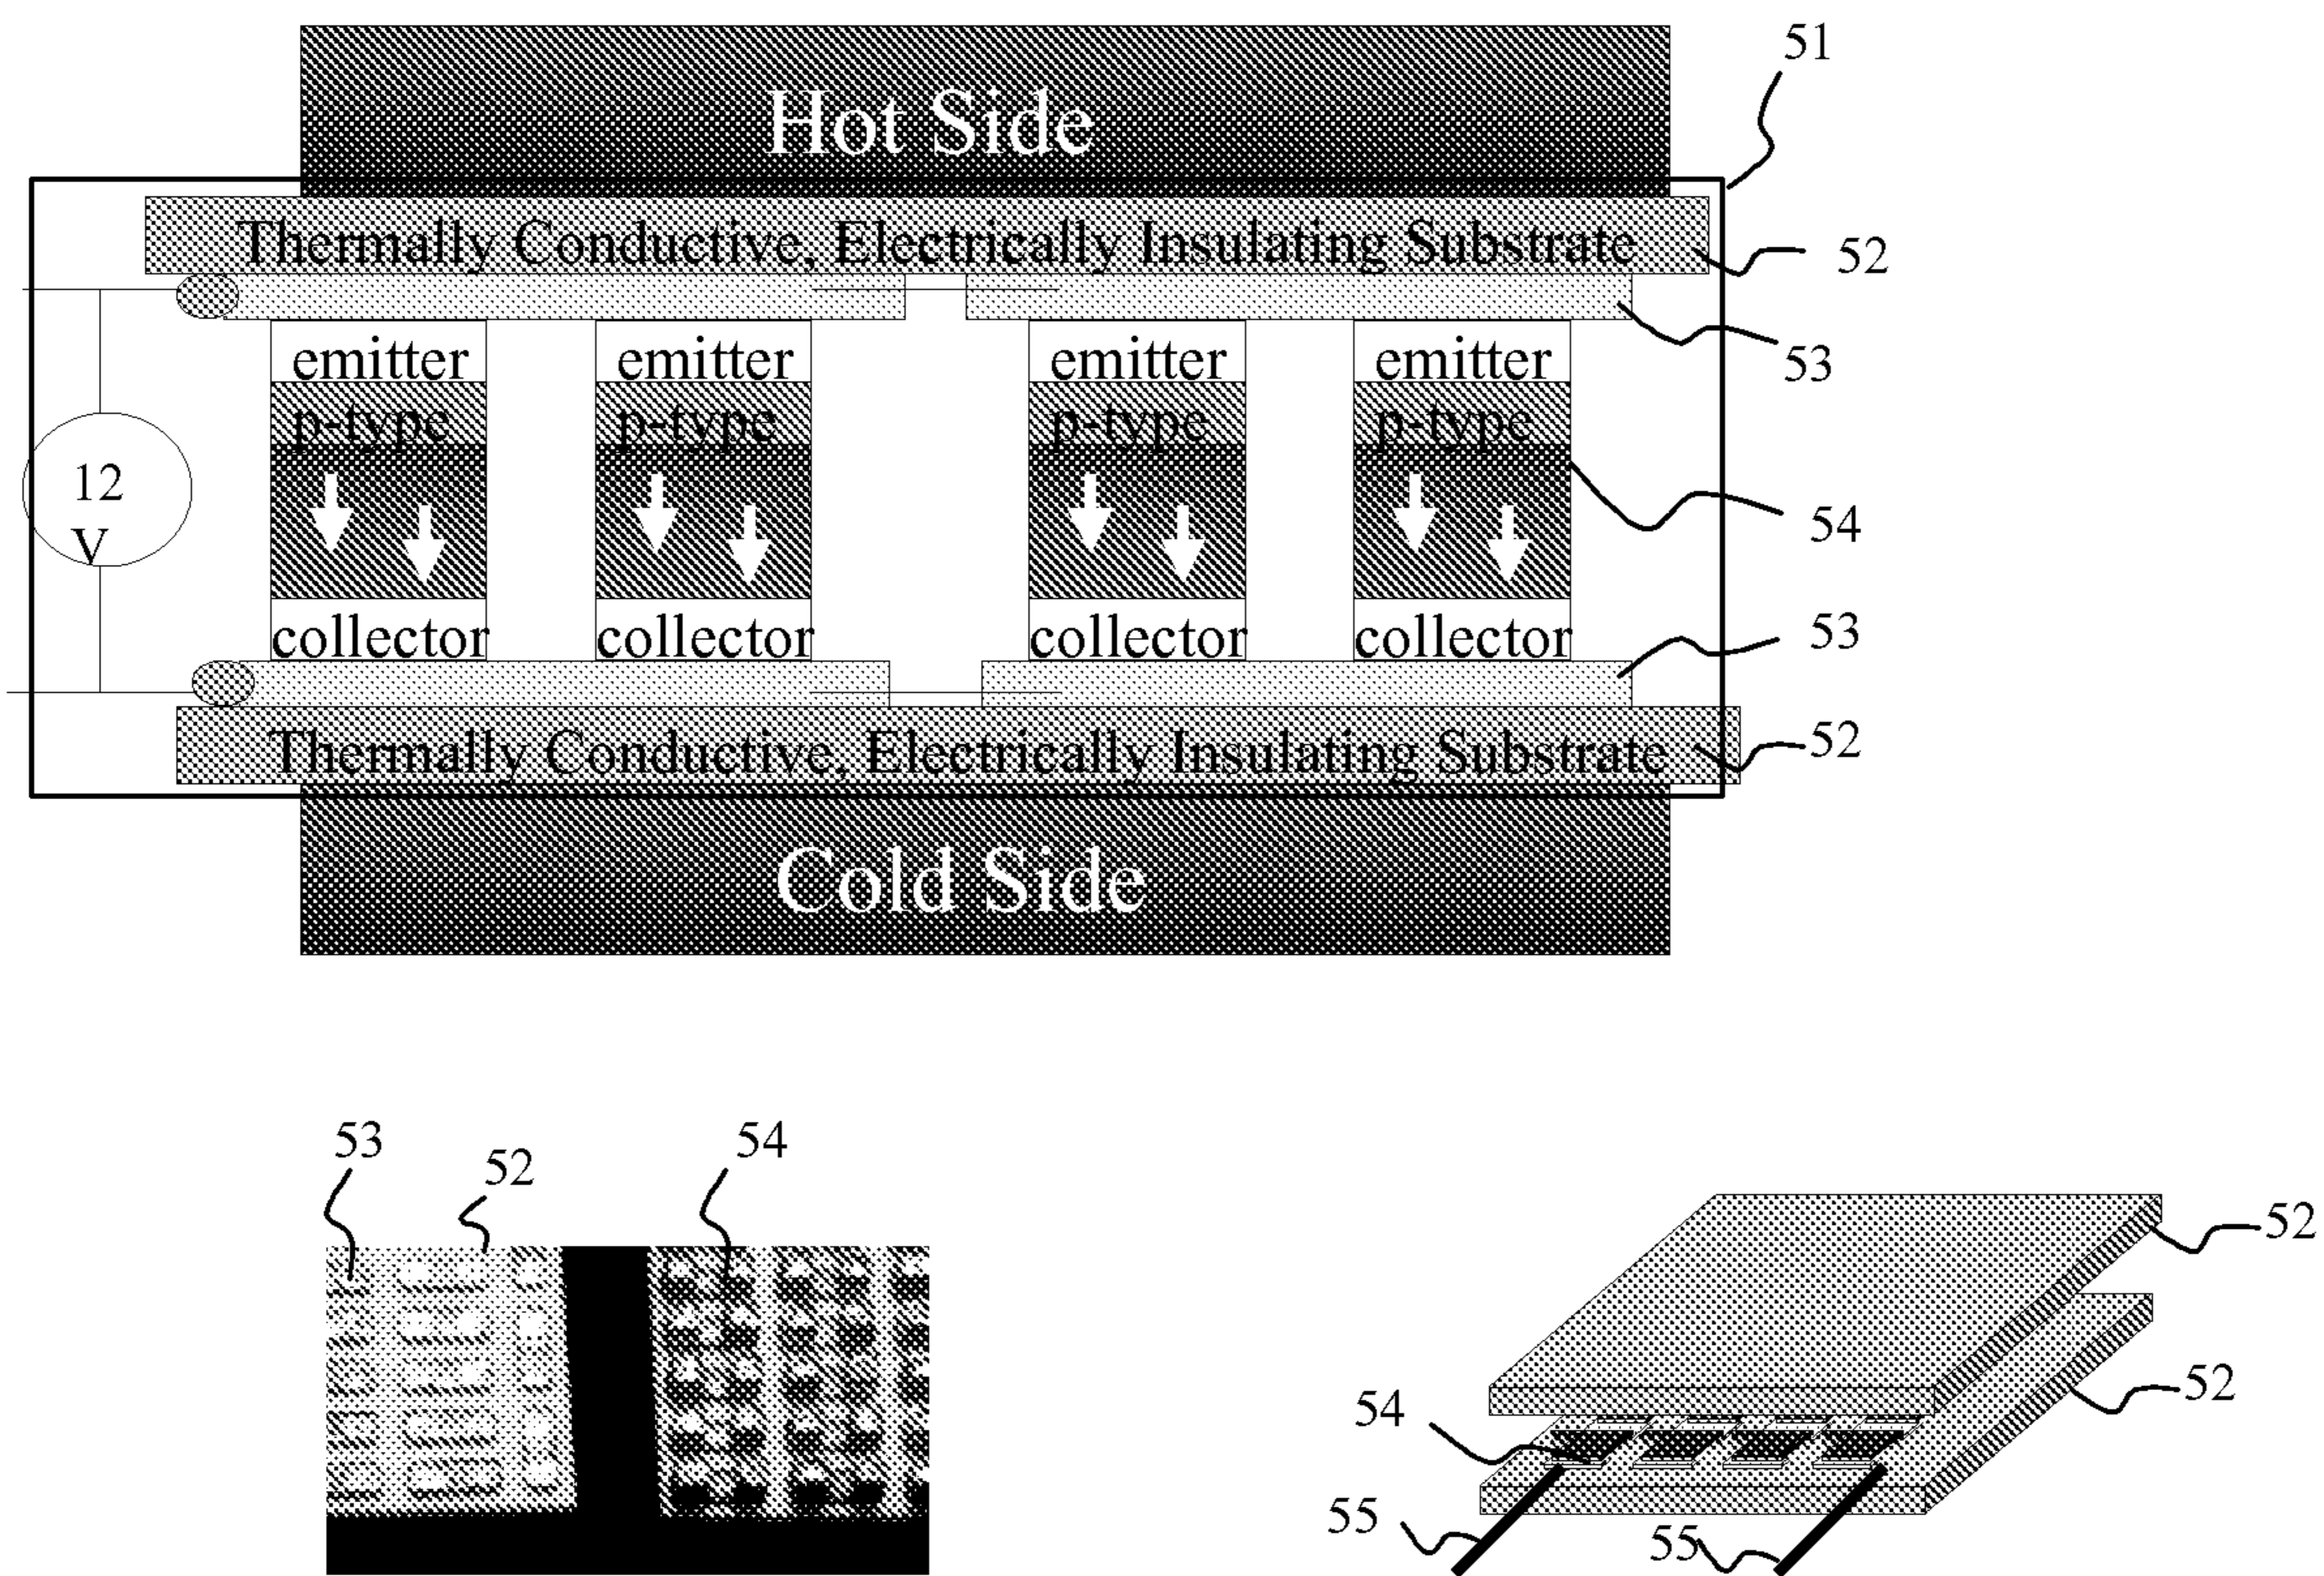 Hot Side
51
Thermally Conductive, Electrically Insulating Substrate
52
53
emitter emitter emitter emitter
p-type p-type p-type p-type
12
V
54
collector collector collector collector
53
Thermally Conductive, Electrically Insulating Substrate
52
Cold Side
53
52
54
52
52
54
55
55